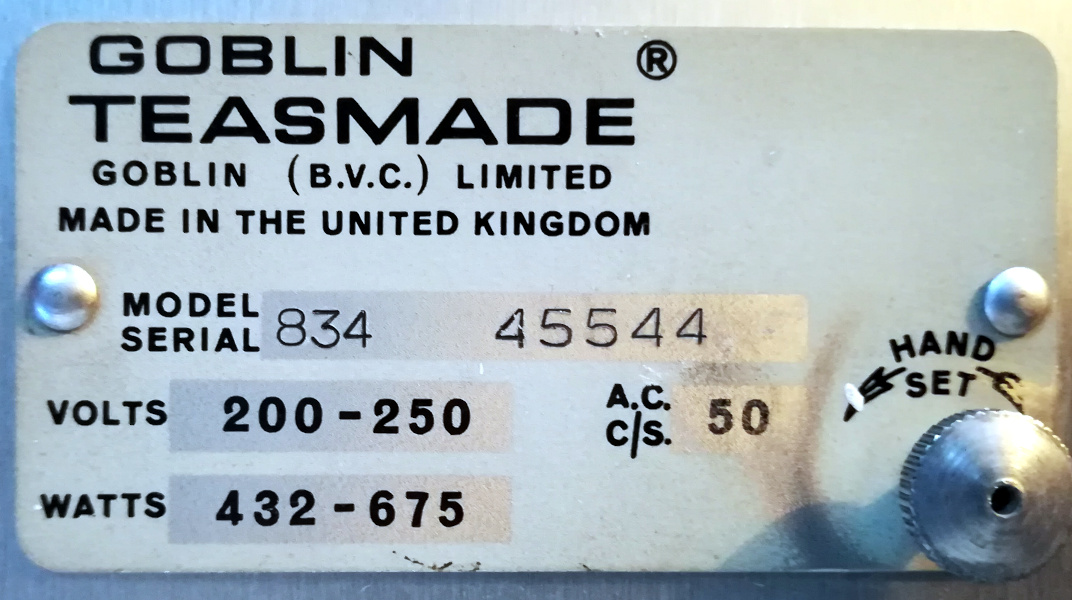 GOBLIN ®
TEASMADE
GOBLIN (B.V.C.) LIMITED
MADE IN THE UNITED KINGDOM
MODEL
SERIAL 834 45544
VOLTS 200-250
A.C.
C/S. 50
WATTS 432-675
HAND
SET